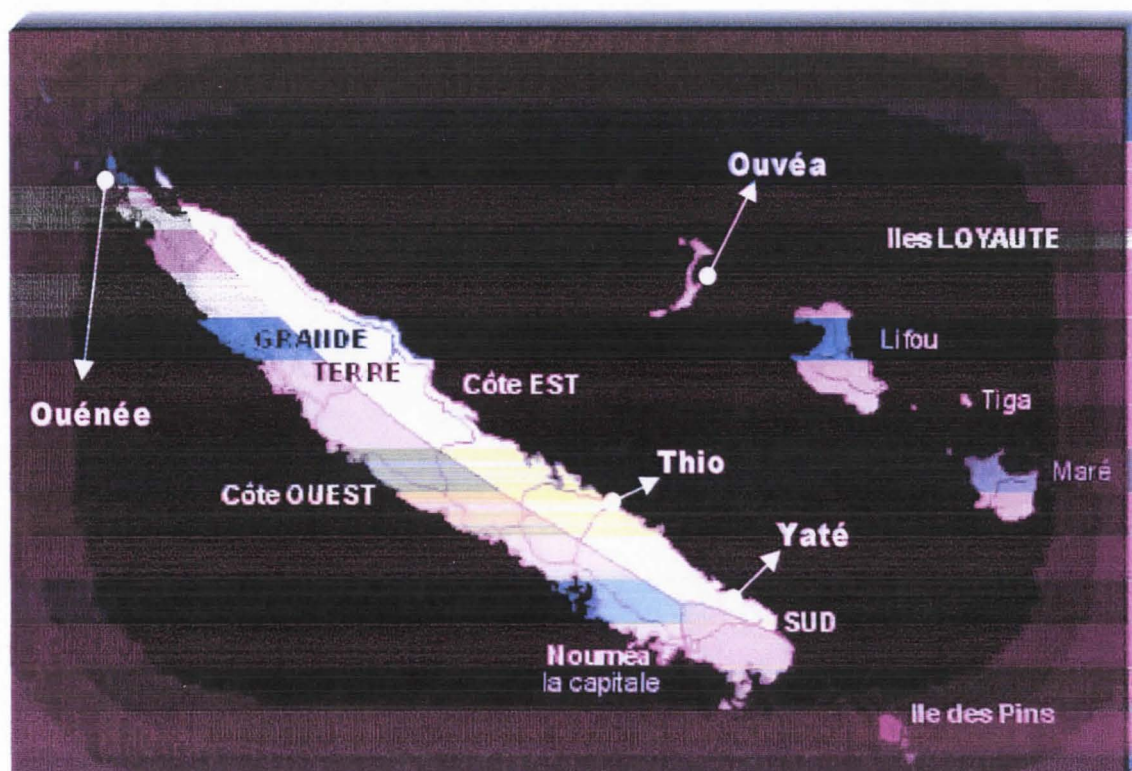 Ouvéa
Iles LOYAUTE
GRANDE
Lifou
TERRE
Côte EST
Tiga
Ouénée
Thio
Côte OUEST
Maré
Yaté
SUD
Nouméa
la capitale
Ile des Pins